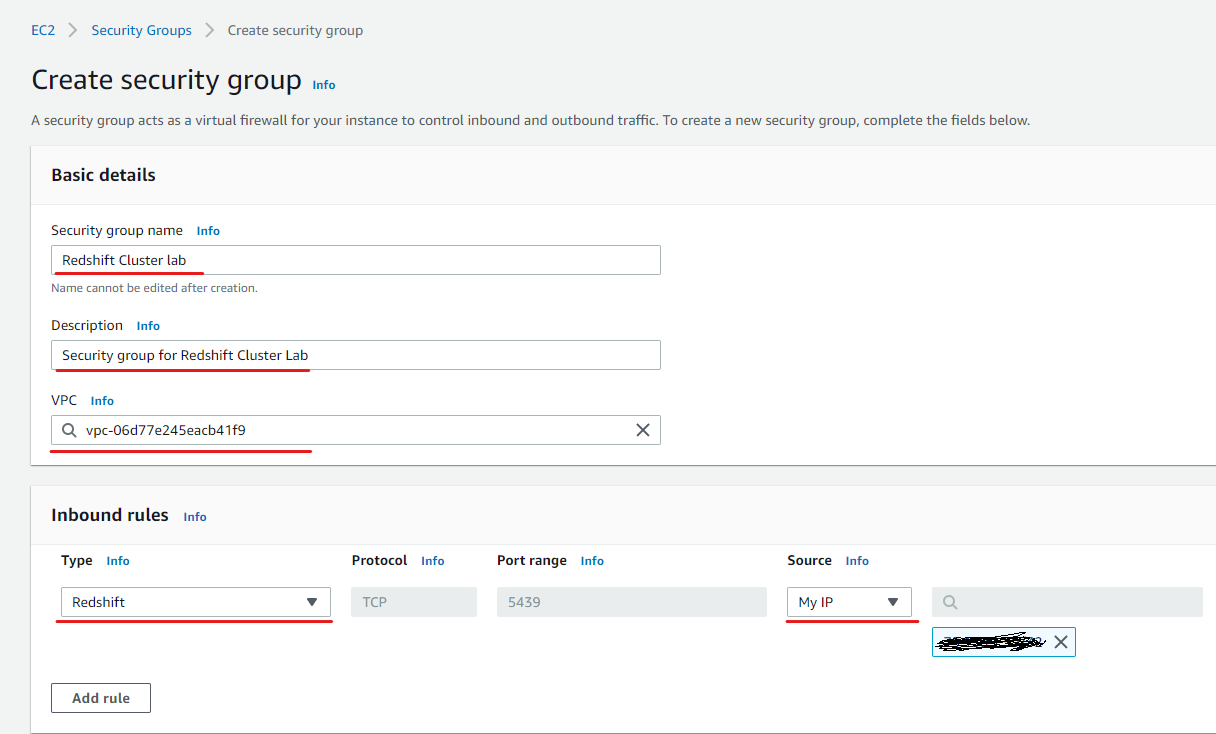 EC2 > Security Groups > Create security group
Create security group Info
A security group acts as a virtual firewall for your instance to control inbound and outbound traffic. To create a new security group, complete the fields below.
Basic details
Security group name Info
Redshift Cluster lab
Name cannot be edited after creation.
Description Info
Security group for Redshift Cluster Lab
VPC Info
vpc-06d77e245eacb41f9
Inbound rules Info
Type Info Protocol Info Port range Info Source Info
Redshift TCP 5439 My IP
Add rule